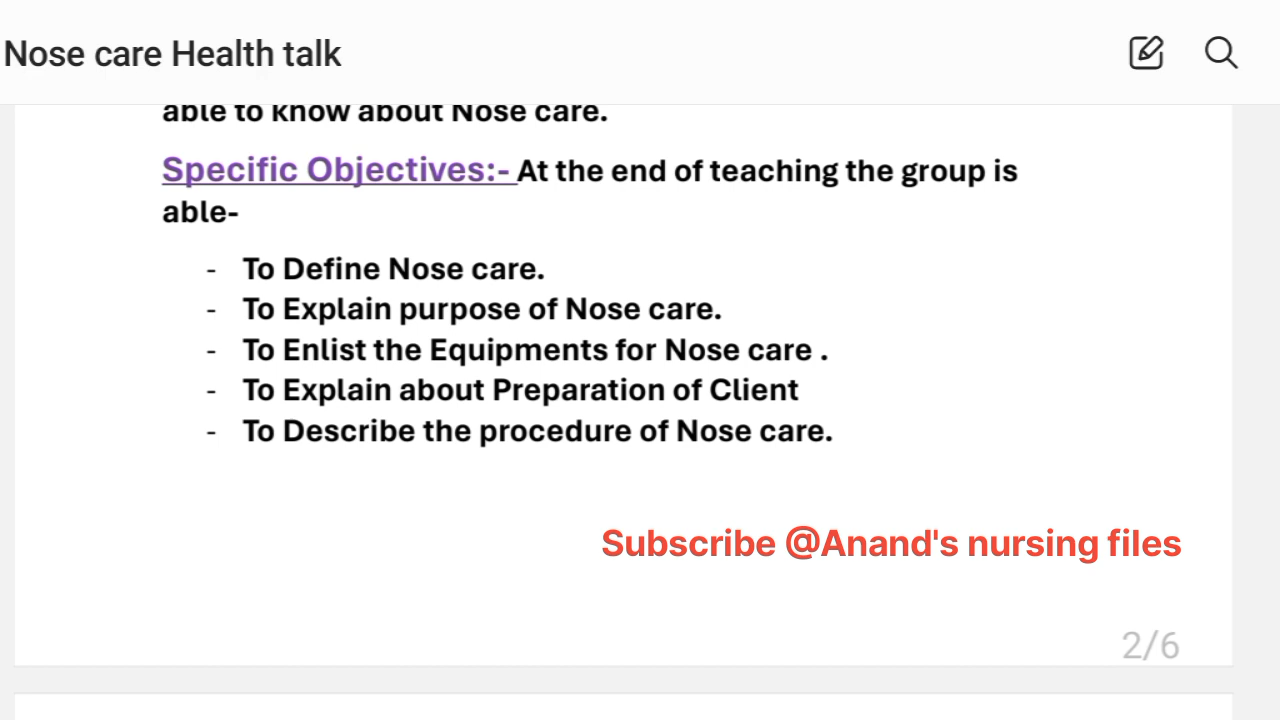 Nose care Health talk
able to know about Nose care.
Specific Objectives:- At the end of teaching the group is
able-
- To Define Nose care.
- To Explain purpose of Nose care.
- To Enlist the Equipments for Nose care .
- To Explain about Preparation of Client
- To Describe the procedure of Nose care.
Subscribe @Anand's nursing files
2/6